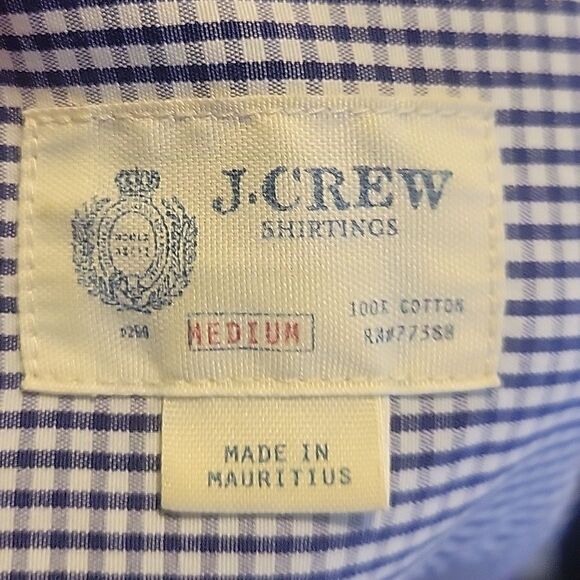 J.CREW
SHIRTINGS
100% COTTON
RN#77388
MEDIUM
MADE IN
MAURITIUS